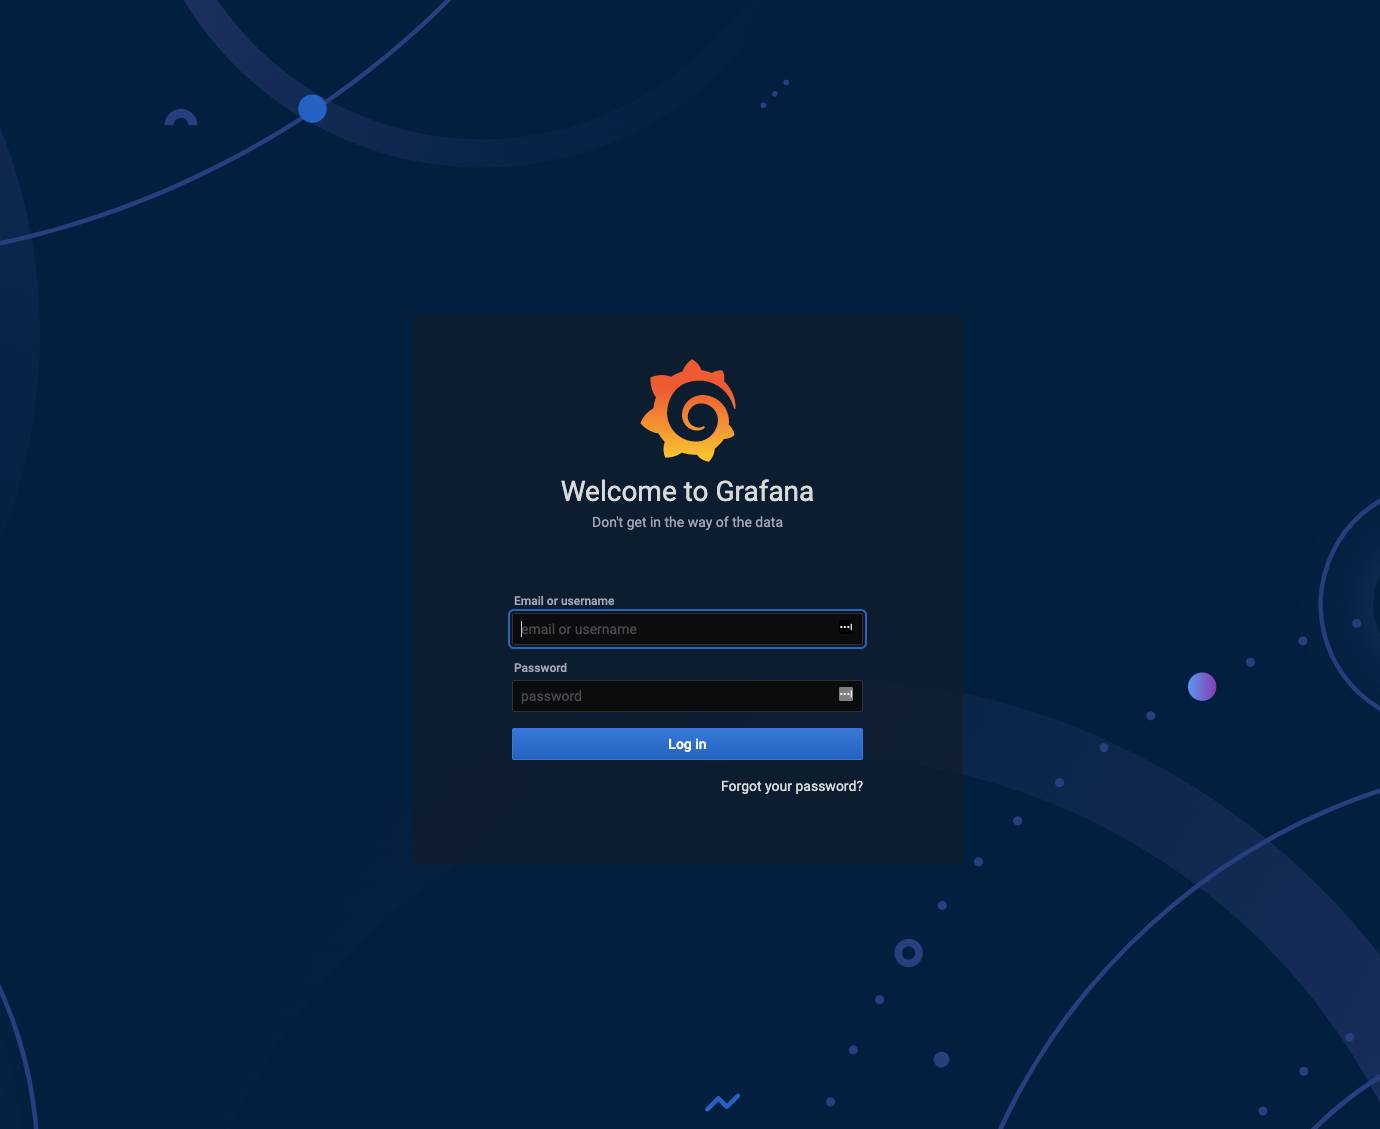 Welcome to Grafana
Don't get in the way of the data
Email or username
email or username
Password
password
Log in
Forgot your password?